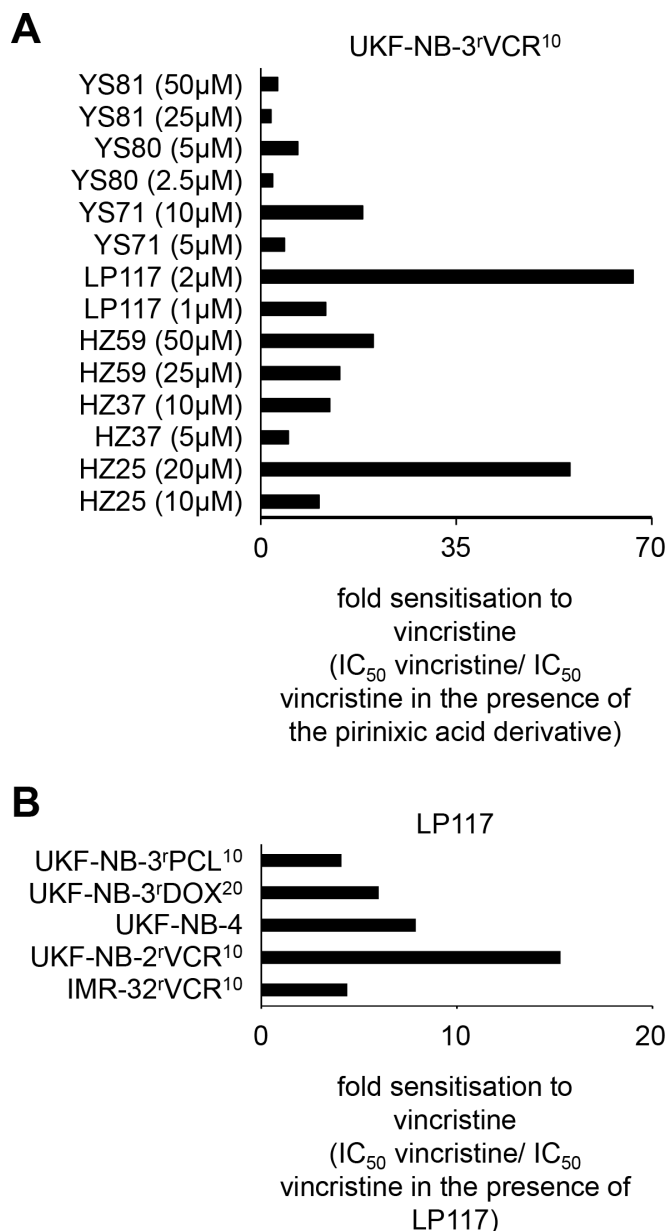 A
UKF-NB-3ʳVCR¹⁰
YS81 (50µM)
YS81 (25µM)
YS80 (5µM)
YS80 (2.5µM)
YS71 (10µM)
YS71 (5µM)
LP117 (2µM)
LP117 (1µM)
HZ59 (50µM)
HZ59 (25µM)
HZ37 (10µM)
HZ37 (5µM)
HZ25 (20µM)
HZ25 (10µM)
0 35 70
fold sensitisation to
vincristine
(IC₅₀ vincristine/ IC₅₀
vincristine in the presence of
the pirinixic acid derivative)
B
LP117
UKF-NB-3ʳPCL¹⁰
UKF-NB-3ʳDOX²⁰
UKF-NB-4
UKF-NB-2ʳVCR¹⁰
IMR-32ʳVCR¹⁰
0 10 20
fold sensitisation to
vincristine
(IC₅₀ vincristine/ IC₅₀
vincristine in the presence of
LP117)